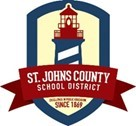 ST. JOHNS COUNTY
SCHOOL DISTRICT
SINCE 1869